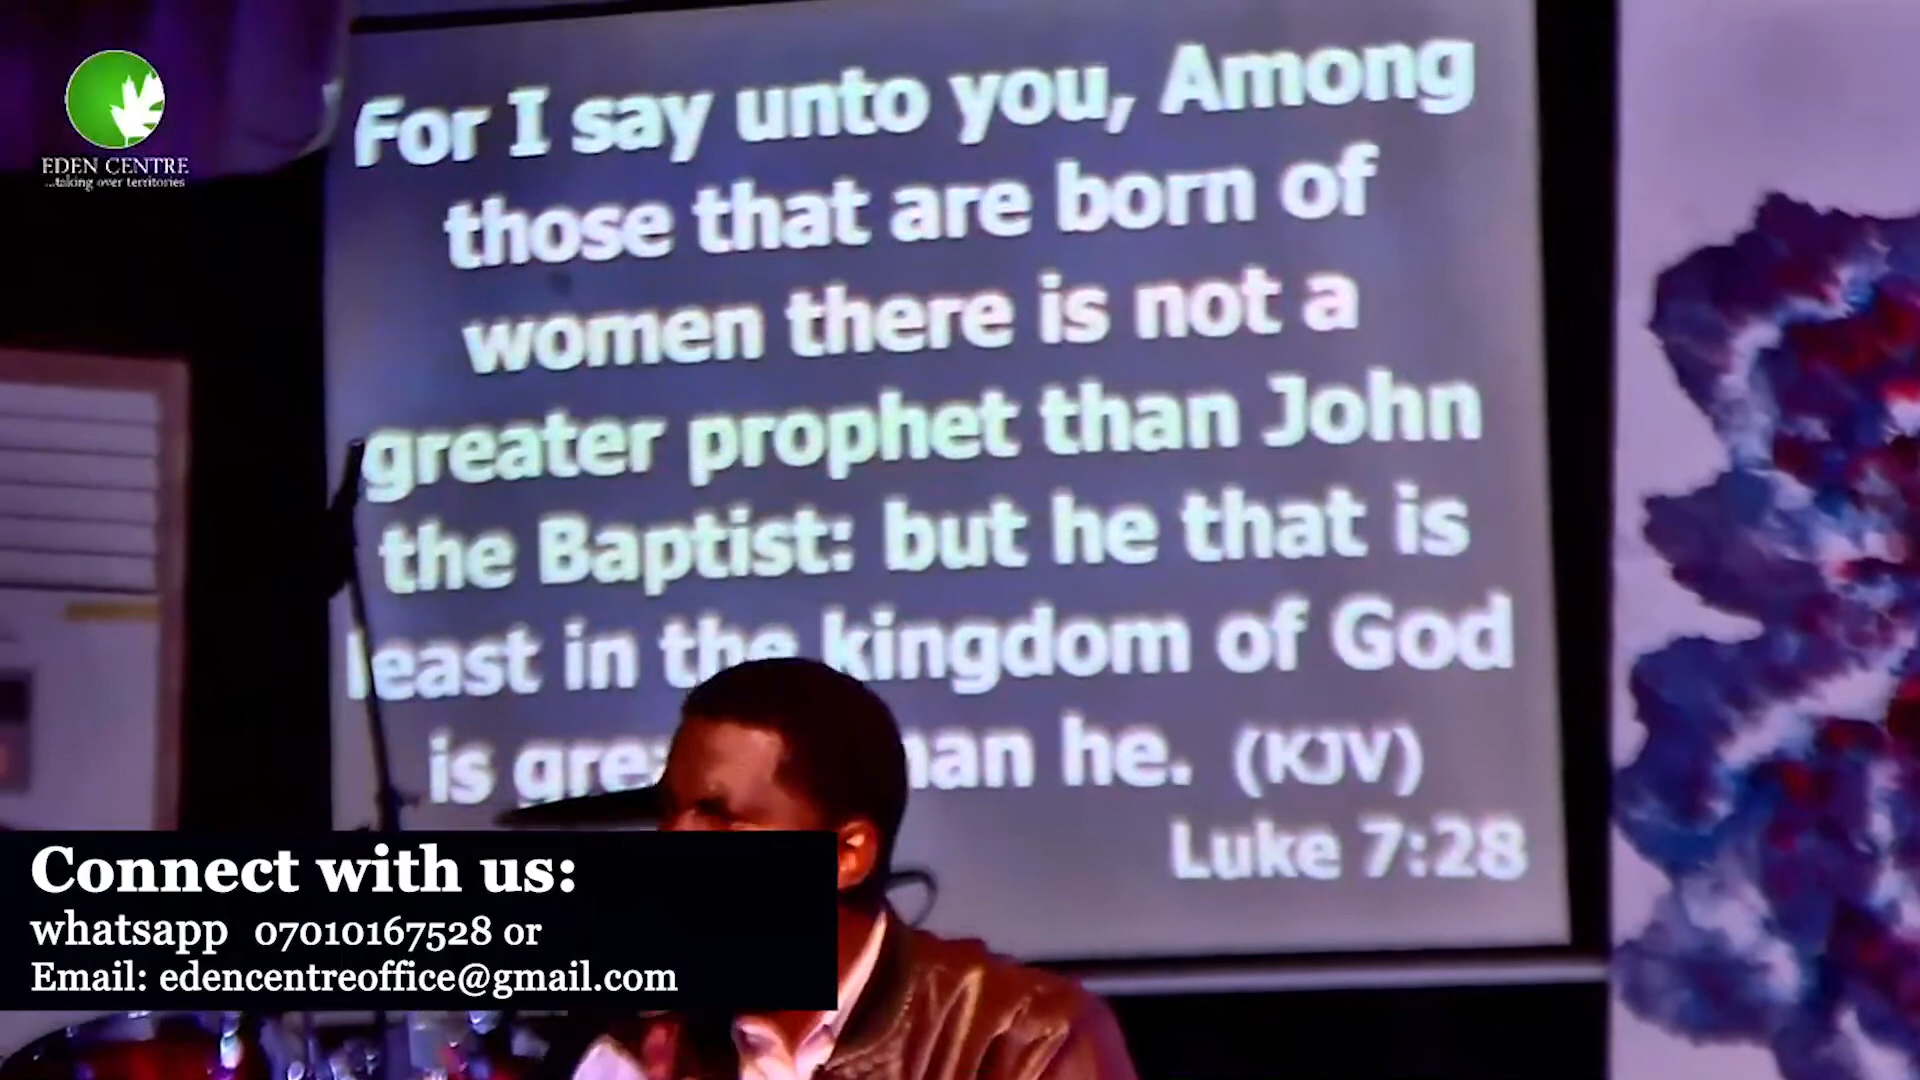 EDEN CENTRE
...taking over territories
For I say unto you, Among
those that are born of
women there is not a
greater prophet than John
the Baptist: but he that is
least in the kingdom of God
is he. (KJV)
Luke 7:28
Connect with us:
whatsapp 07010167528 or
Email: edencentreoffice@gmail.com